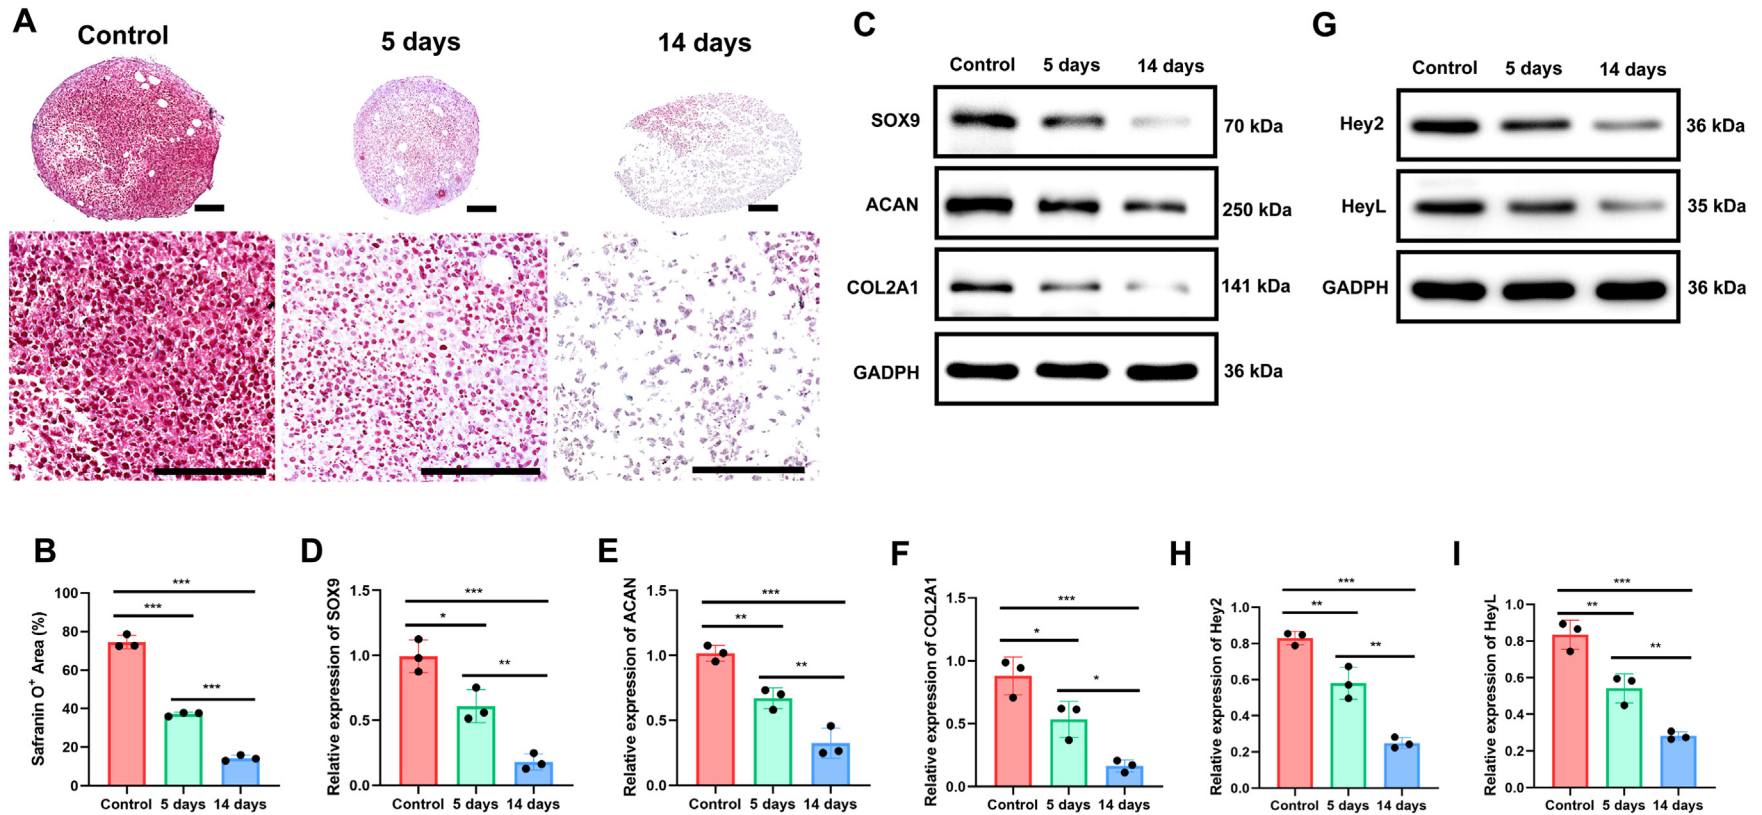 A
Control
5 days
14 days
C
Control
5 days
14 days
SOX9
70 kDa
ACAN
250 kDa
COL2A1
141 kDa
GADPH
36 kDa
G
Control
5 days
14 days
Hey2
36 kDa
HeyL
35 kDa
GADPH
36 kDa
B
Safranin O+ Area (%)
100
80
60
40
20
0
***
***
***
Control
5 days
14 days
D
Relative expression of SOX9
1.5
1.0
0.5
0.0
***
*
**
Control
5 days
14 days
E
Relative expression of ACAN
1.5
1.0
0.5
0.0
***
**
**
Control
5 days
14 days
F
Relative expression of COL2A1
1.5
1.0
0.5
0.0
***
*
*
Control
5 days
14 days
H
Relative expression of Hey2
1.0
0.8
0.6
0.4
0.2
0.0
***
**
**
Control
5 days
14 days
I
Relative expression of HeyL
1.0
0.8
0.6
0.4
0.2
0.0
***
**
**
Control
5 days
14 days